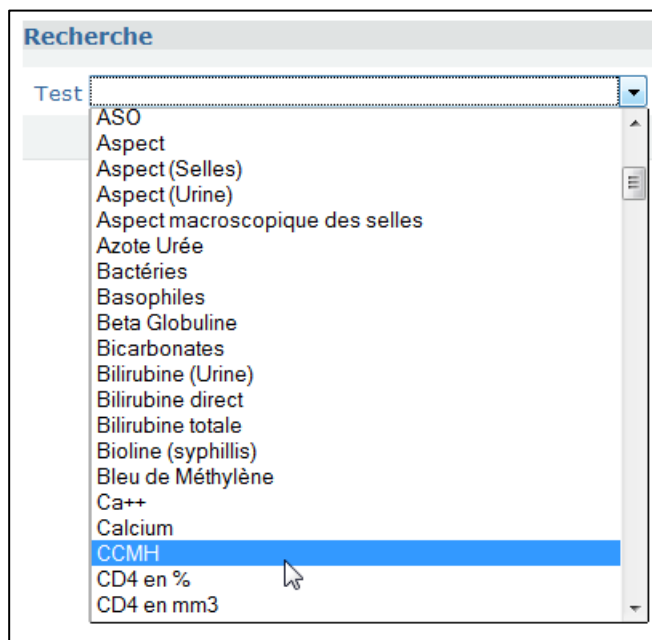 Recherche
Test
ASO
Aspect
Aspect (Selles)
Aspect (Urine)
Aspect macroscopique des selles
Azote Urée
Bactéries
Basophiles
Beta Globuline
Bicarbonates
Bilirubine (Urine)
Bilirubine direct
Bilirubine totale
Bioline (syphillis)
Bleu de Méthylène
Ca++
Calcium
CCMH
CD4 en %
CD4 en mm3